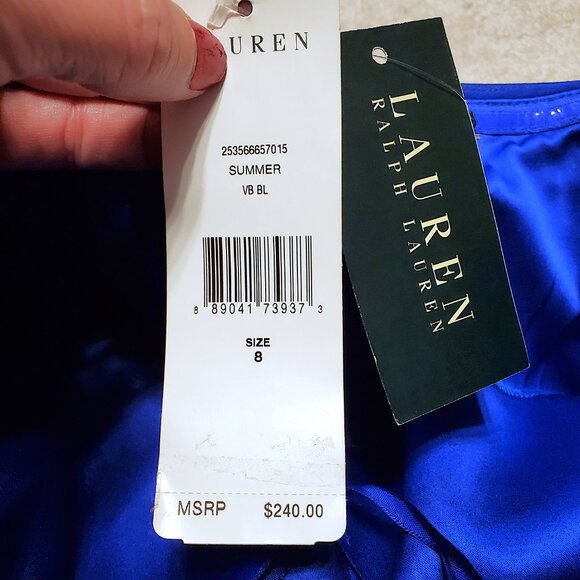 UREN
253566657015
SUMMER
VB BL
8 89041 73937 3
SIZE
8
MSRP $240.00
LAUREN
RALPH LAUREN